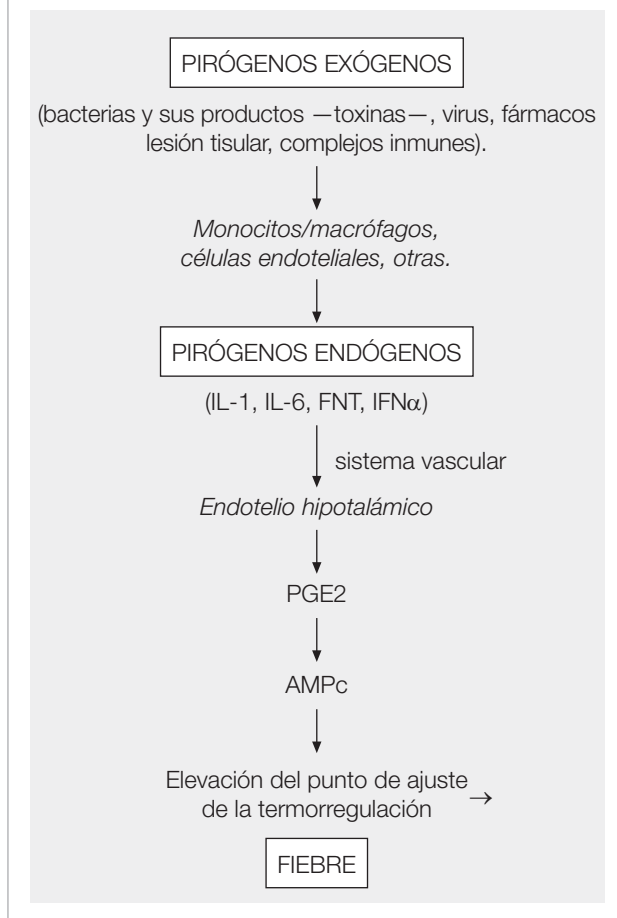 PIRÓGENOS EXÓGENOS
(bacterias y sus productos —toxinas—, virus, fármacos
lesión tisular, complejos inmunes).
Monocitos/macrófagos,
células endoteliales, otras.
PIRÓGENOS ENDÓGENOS
(IL-1, IL-6, FNT, IFNα)
sistema vascular
Endotelio hipotalámico
PGE2
AMPc
Elevación del punto de ajuste
de la termorregulación →
FIEBRE